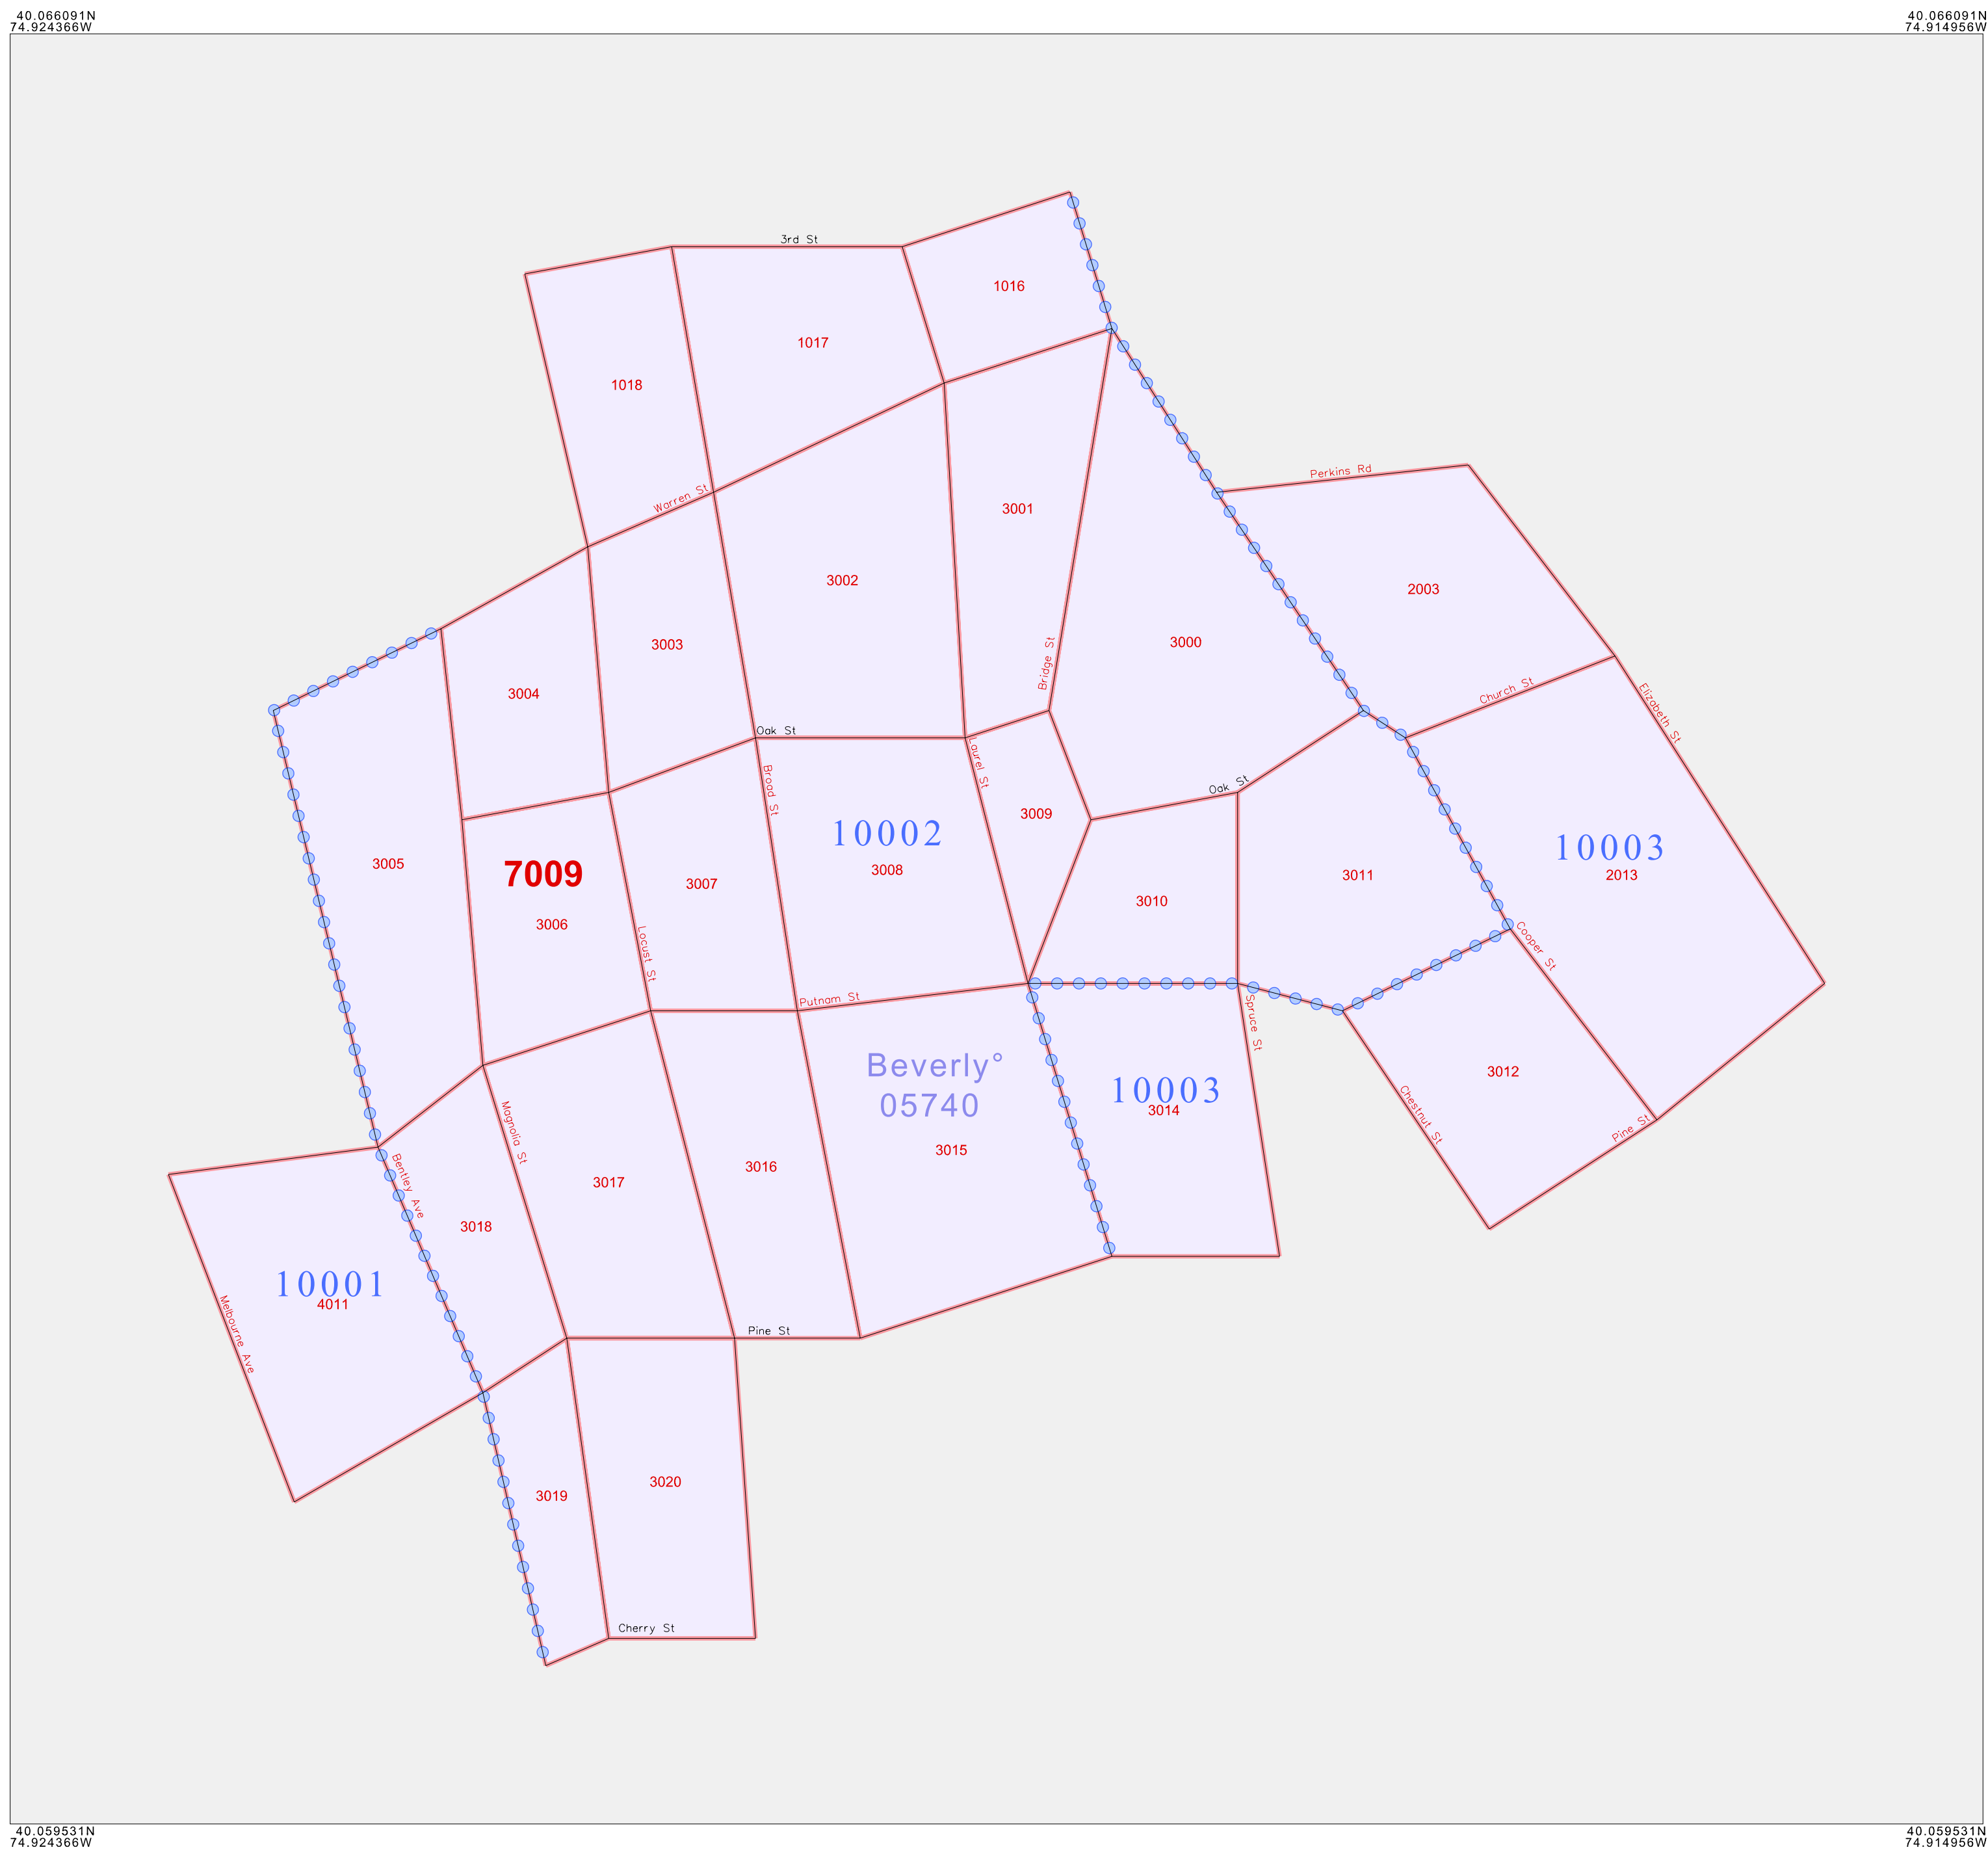 40.066091N
74.924366W
40.066091N
74.914956W
3rd St
1016
1017
1018
Perkins Rd
Warren St
3001
3002
2003
3000
3003
Bridge St
3004
Church St
Elizabeth St
Oak St
Laurel St
Broad St
Oak St
3009
10002
3008
10003
2013
3005
7009
3006
3007
3011
3010
Locust St
Cooper St
Putnam St
Spruce St
Beverly°
05740
10003
3014
3012
Chestnut St
Pine St
Magnolia St
3015
Bentley Ave
3016
3017
3018
10001
4011
Melbourne Ave
Pine St
3020
3019
Cherry St
40.059531N
74.924366W
40.059531N
74.914956W